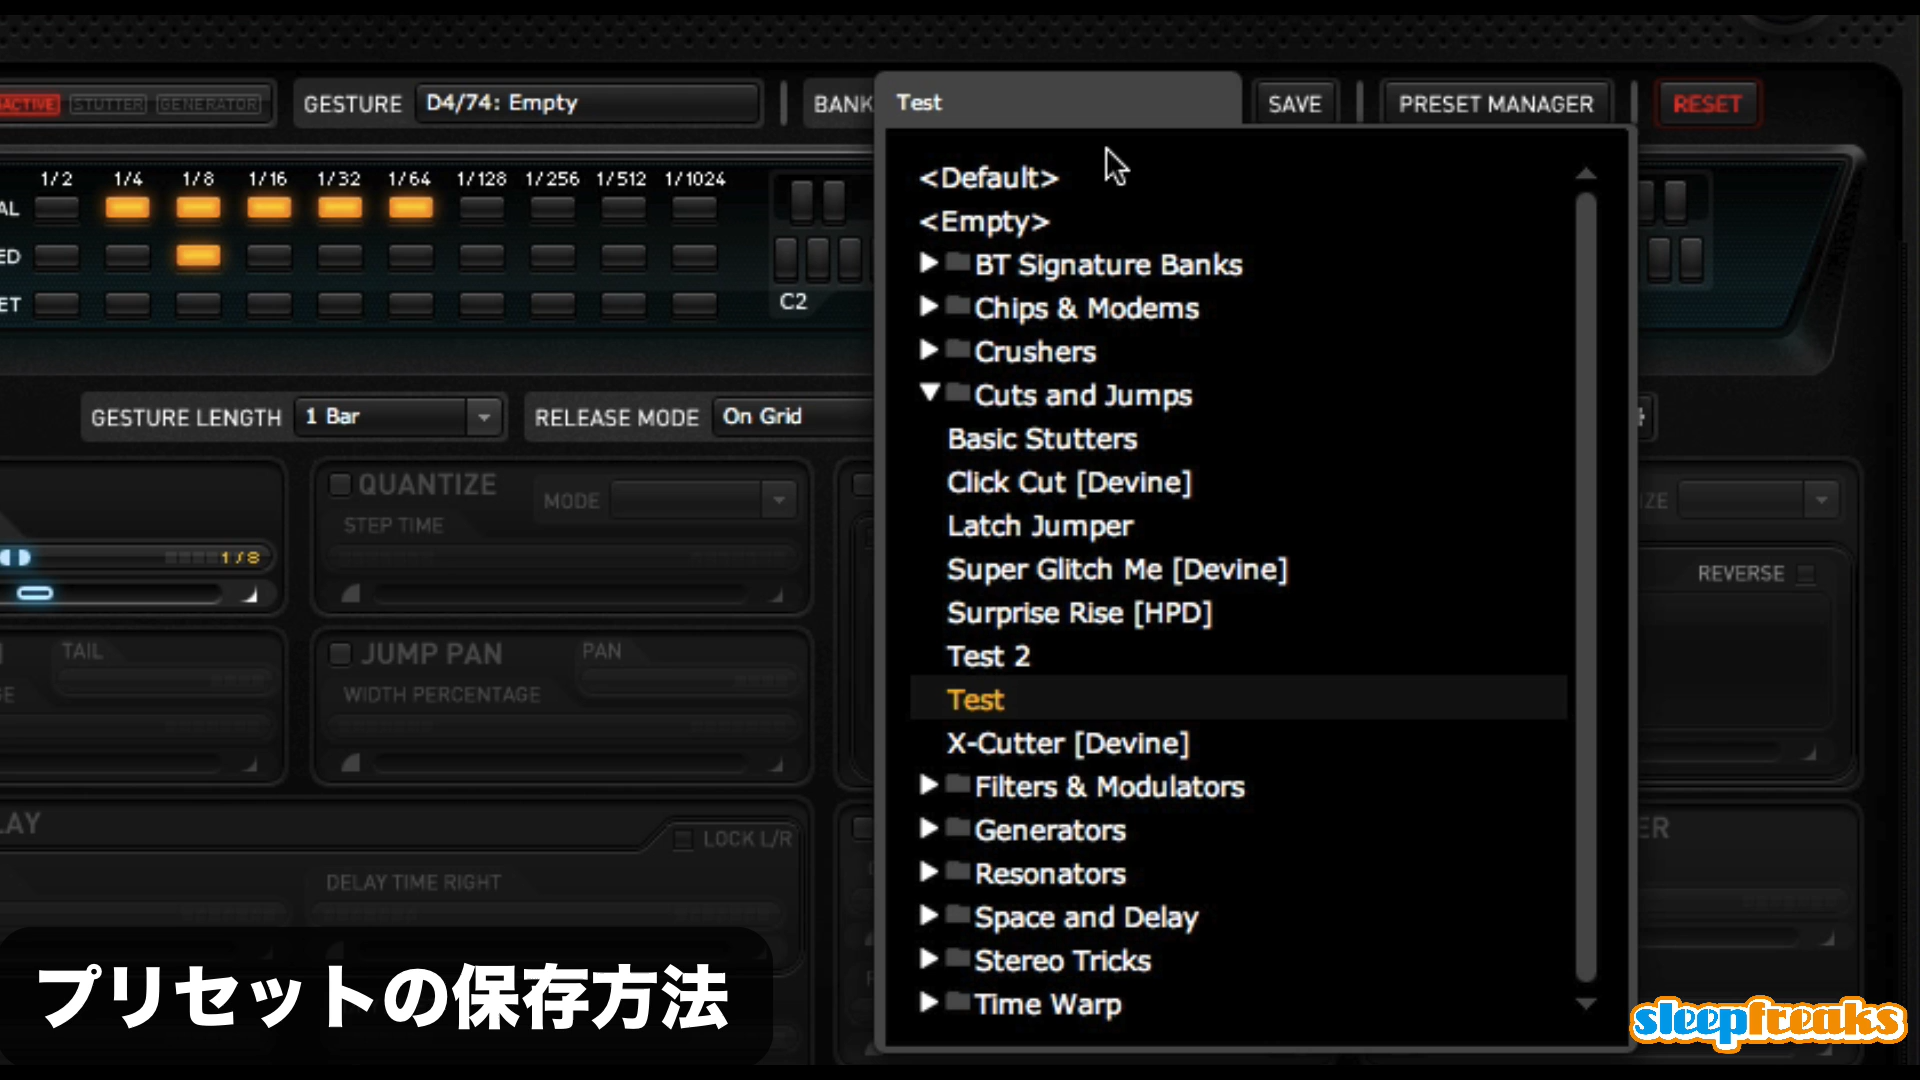 ACTIVE STUTTER GENERATOR GESTURE D4/74: Empty BANK Test SAVE PRESET MANAGER RESET
1/2 1/4 1/8 1/16 1/32 1/64 1/128 1/256 1/512 1/1024
AL
ED
ET
C2
GESTURE LENGTH 1 Bar RELEASE MODE On Grid
<Default>
<Empty>
BT Signature Banks
Chips & Modems
Crushers
Cuts and Jumps
Basic Stutters
Click Cut [Devine]
Latch Jumper
Super Glitch Me [Devine]
Surprise Rise [HPD]
Test 2
Test
X-Cutter [Devine]
Filters & Modulators
Generators
Resonators
Space and Delay
Stereo Tricks
Time Warp
QUANTIZE MODE
STEP TIME
1/8
IZE
REVERSE
TAIL
JUMP PAN PAN
WIDTH PERCENTAGE
GE
LAY
LOCK L/R
DELAY TIME RIGHT
ER
プリセットの保存方法
sleepfreaks